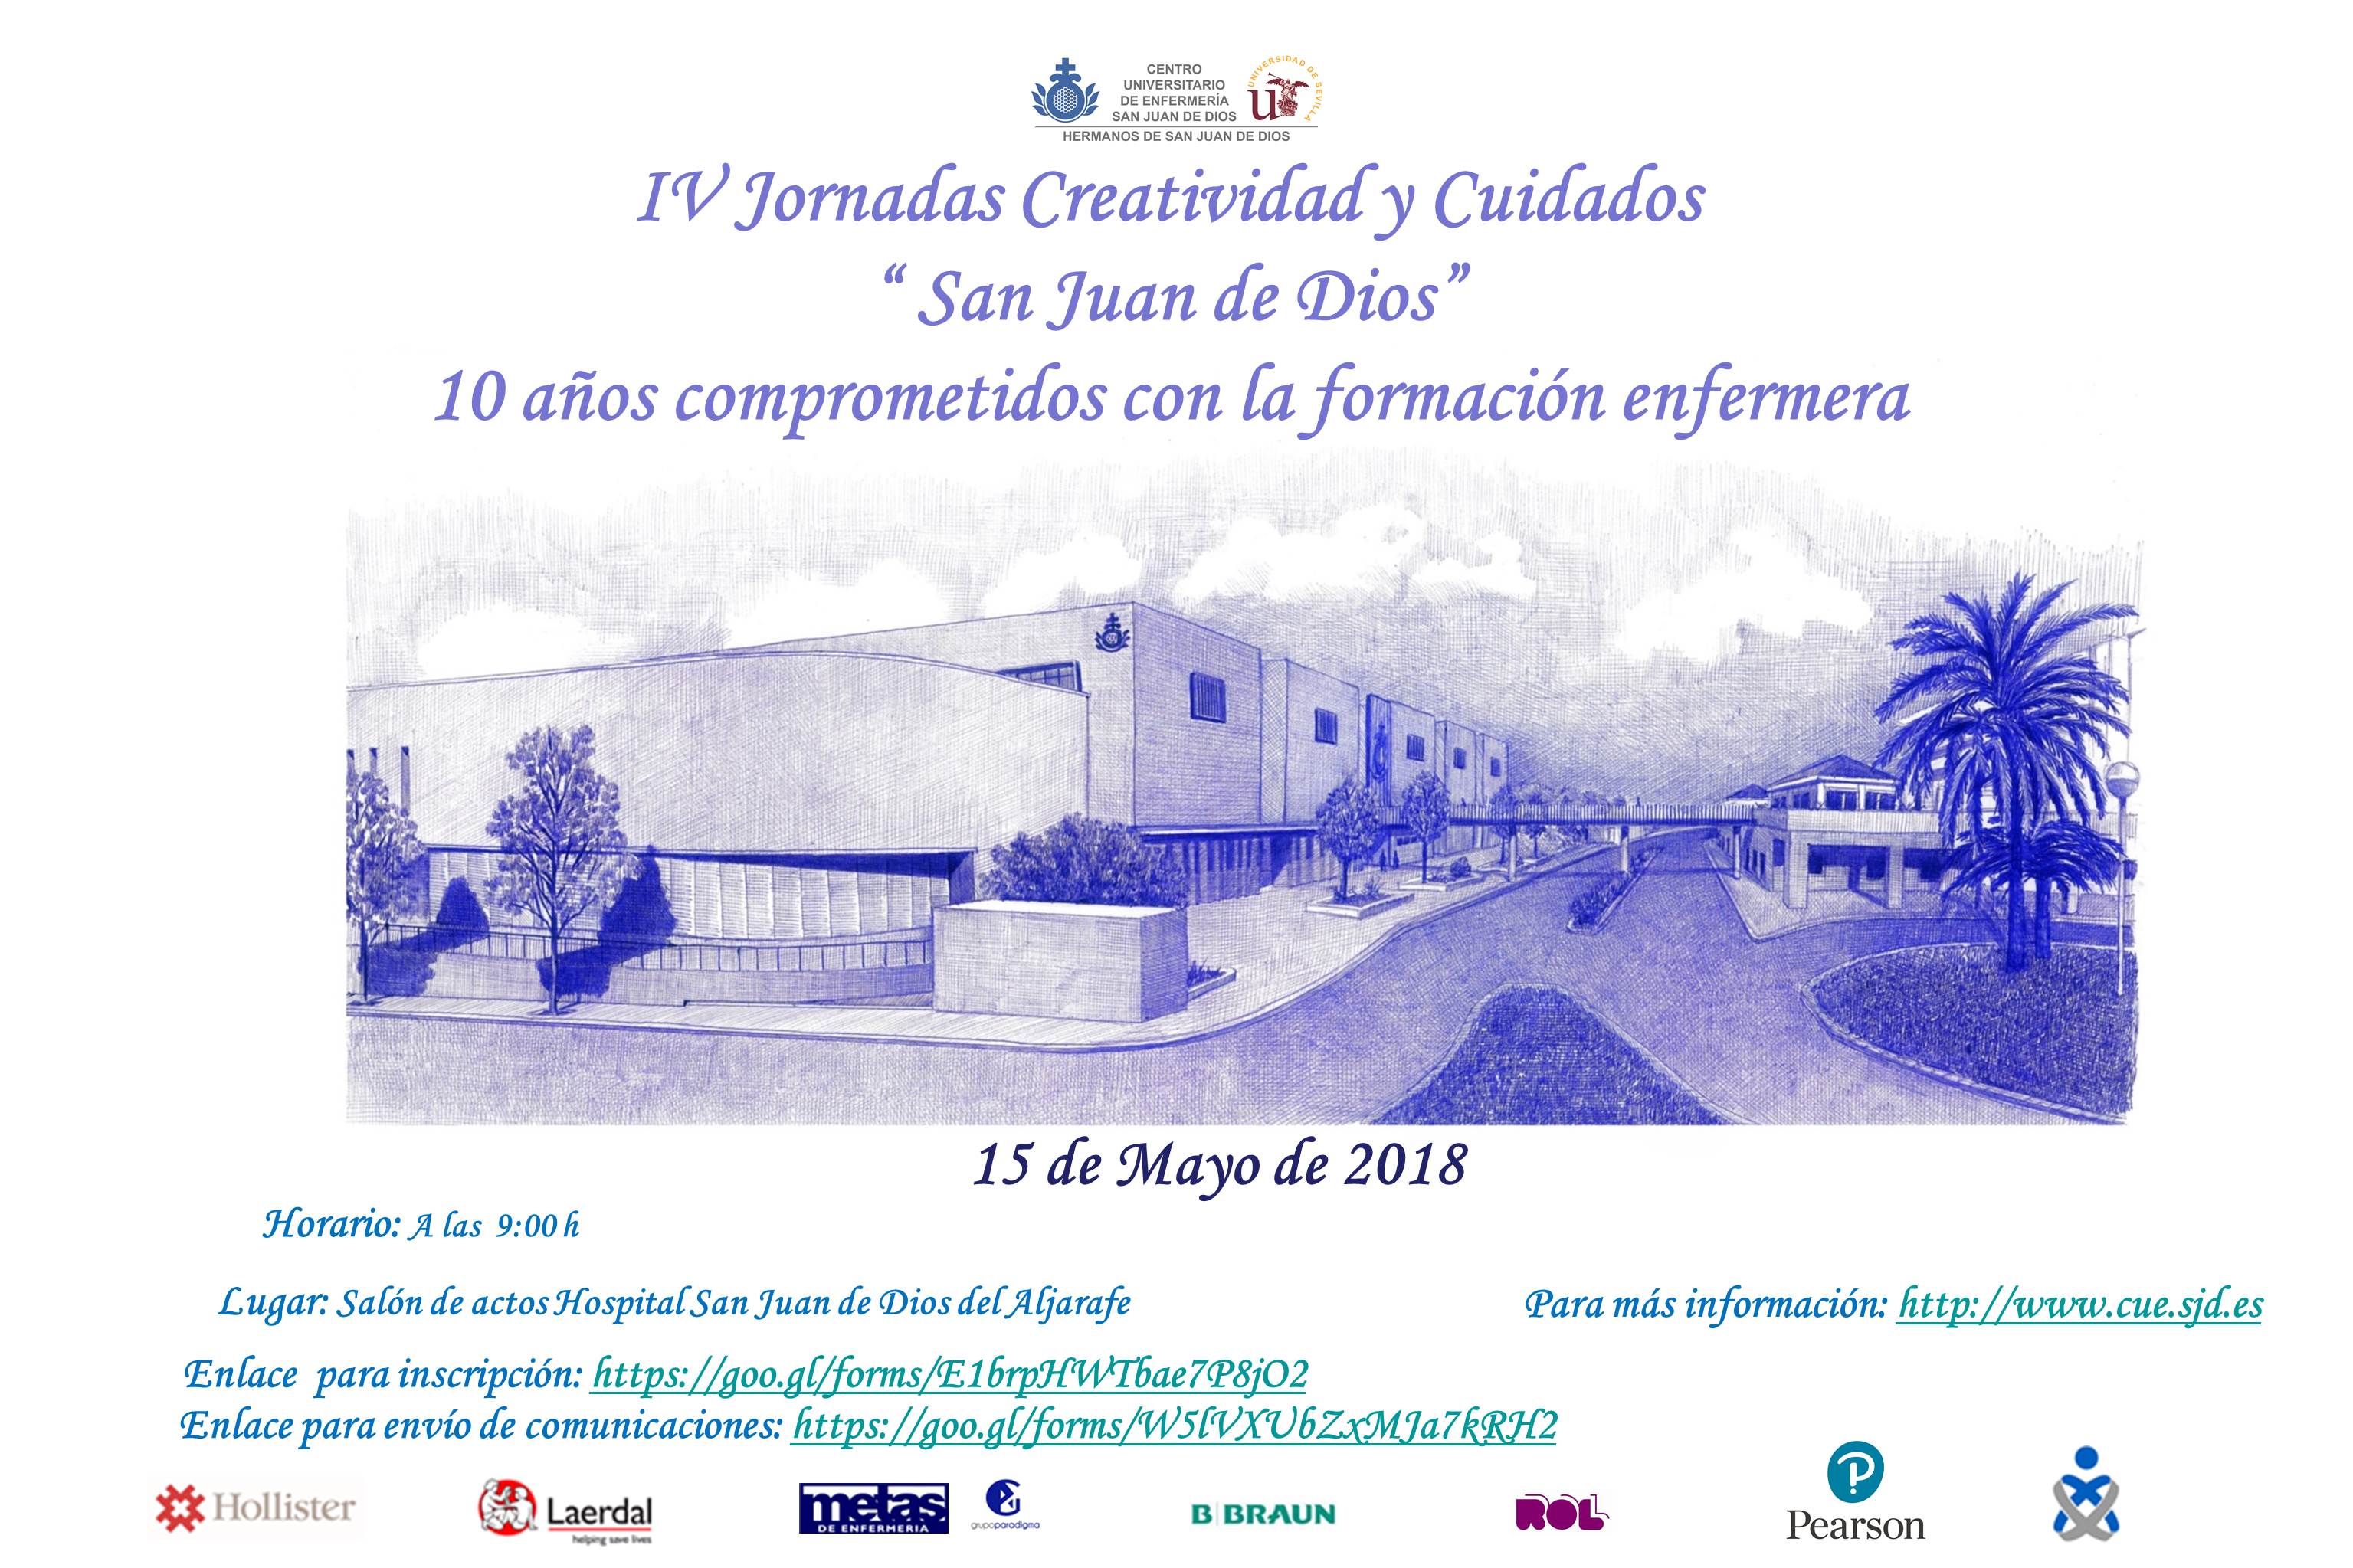 CENTRO
UNIVERSITARIO
DE ENFERMERÍA
SAN JUAN DE DIOS
UNIVERSIDAD DE SEVILLA
HERMANOS DE SAN JUAN DE DIOS
IV Jornadas Creatividad y Cuidados
“ San Juan de Dios”
10 años comprometidos con la formación enfermera
15 de Mayo de 2018
Horario: A las 9:00 h
Lugar: Salón de actos Hospital San Juan de Dios del Aljarafe
Para más información: http://www.cue.sjd.es
Enlace para inscripción: https://goo.gl/forms/E1brpHWTbae7P8jO2
Enlace para envío de comunicaciones: https://goo.gl/forms/W5lVXUbZxMJa7kRH2
Hollister
Laerdal
helping save lives
metas
DE ENFERMERIA
grupoparadigma
B BRAUN
ROL
Pearson